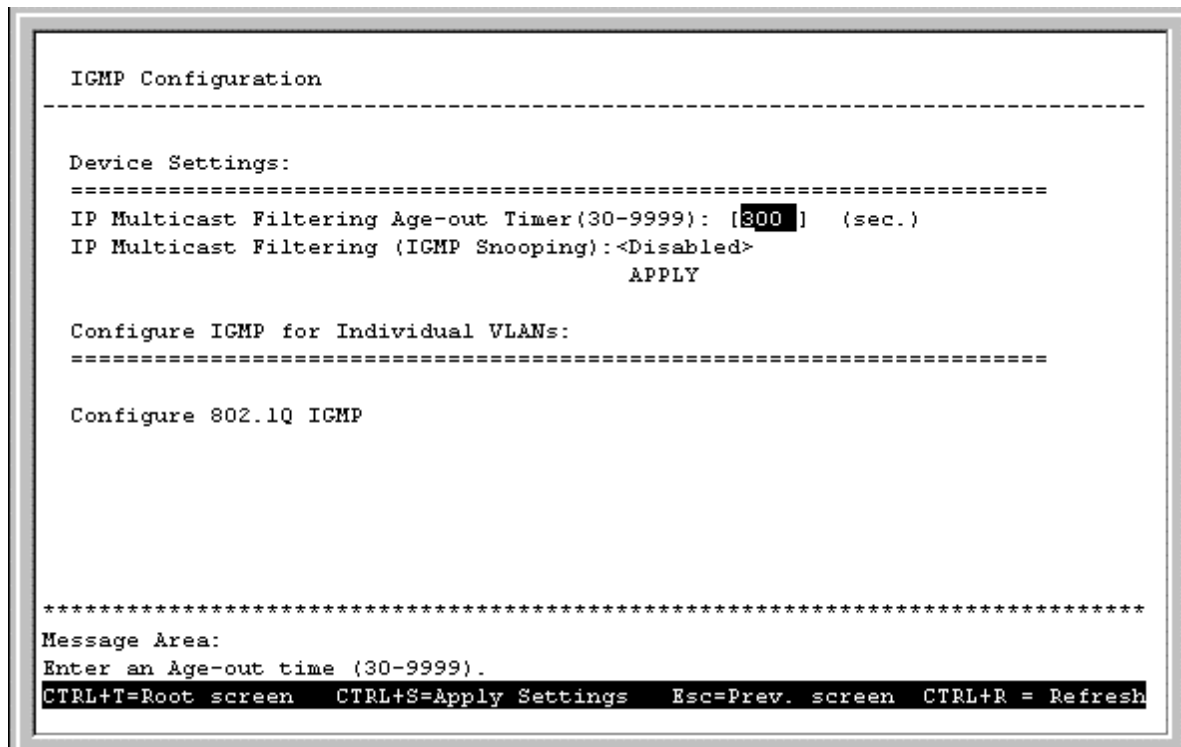 IGMP Configuration
-------------------------------------------------------------------------------
Device Settings:
======================================================================
IP Multicast Filtering Age-out Timer(30-9999): [300 ] (sec.)
IP Multicast Filtering (IGMP Snooping):<Disabled>
APPLY
Configure IGMP for Individual VLANs:
======================================================================
Configure 802.1Q IGMP
*******************************************************************************
Message Area:
Enter an Age-out time (30-9999).
CTRL+T=Root screen CTRL+S=Apply Settings Esc=Prev. screen CTRL+R = Refresh